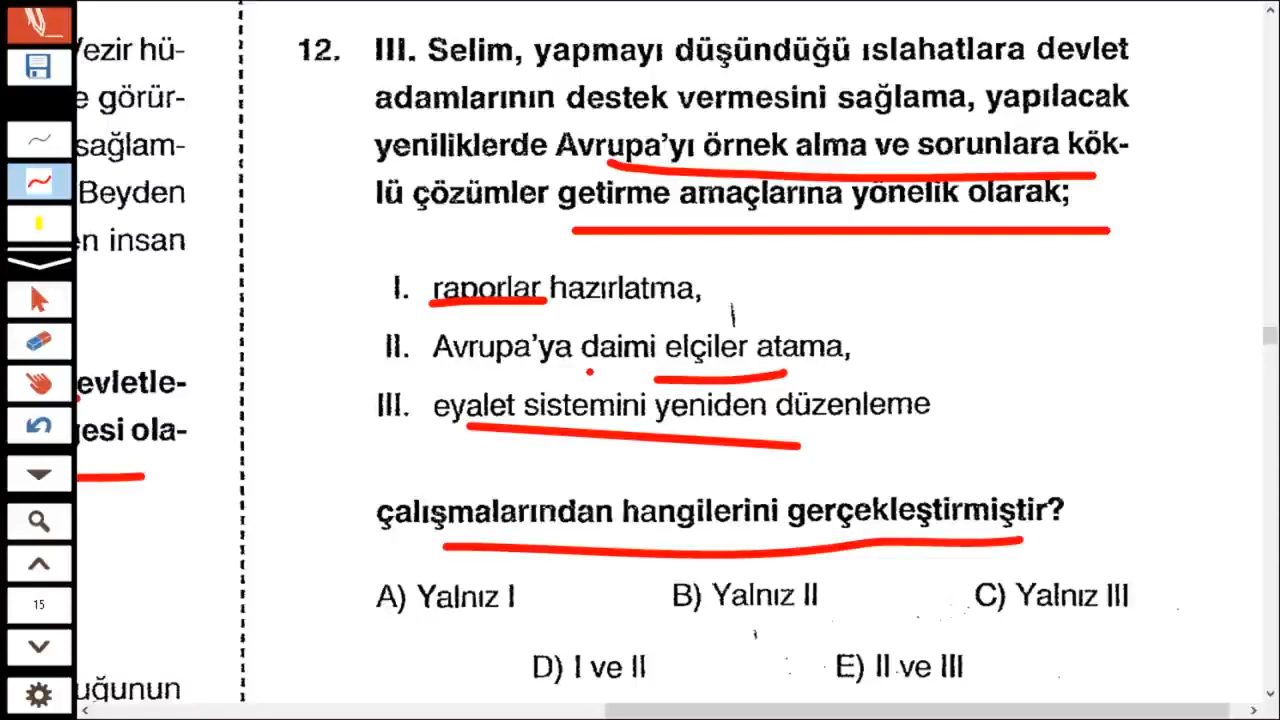 Vezir hü-
e görür-
sağlam-
Beyden
en insan
evletle-
gesi ola-
uğunun
12. III. Selim, yapmayı düşündüğü ıslahatlara devlet
adamlarının destek vermesini sağlama, yapılacak
yeniliklerde Avrupa’yı örnek alma ve sorunlara kök-
lü çözümler getirme amaçlarına yönelik olarak;
I. raporlar hazırlatma,
II. Avrupa’ya daimi elçiler atama,
III. eyalet sistemini yeniden düzenleme
çalışmalarından hangilerini gerçekleştirmiştir?
A) Yalnız I B) Yalnız II C) Yalnız III
D) I ve II E) II ve III
15